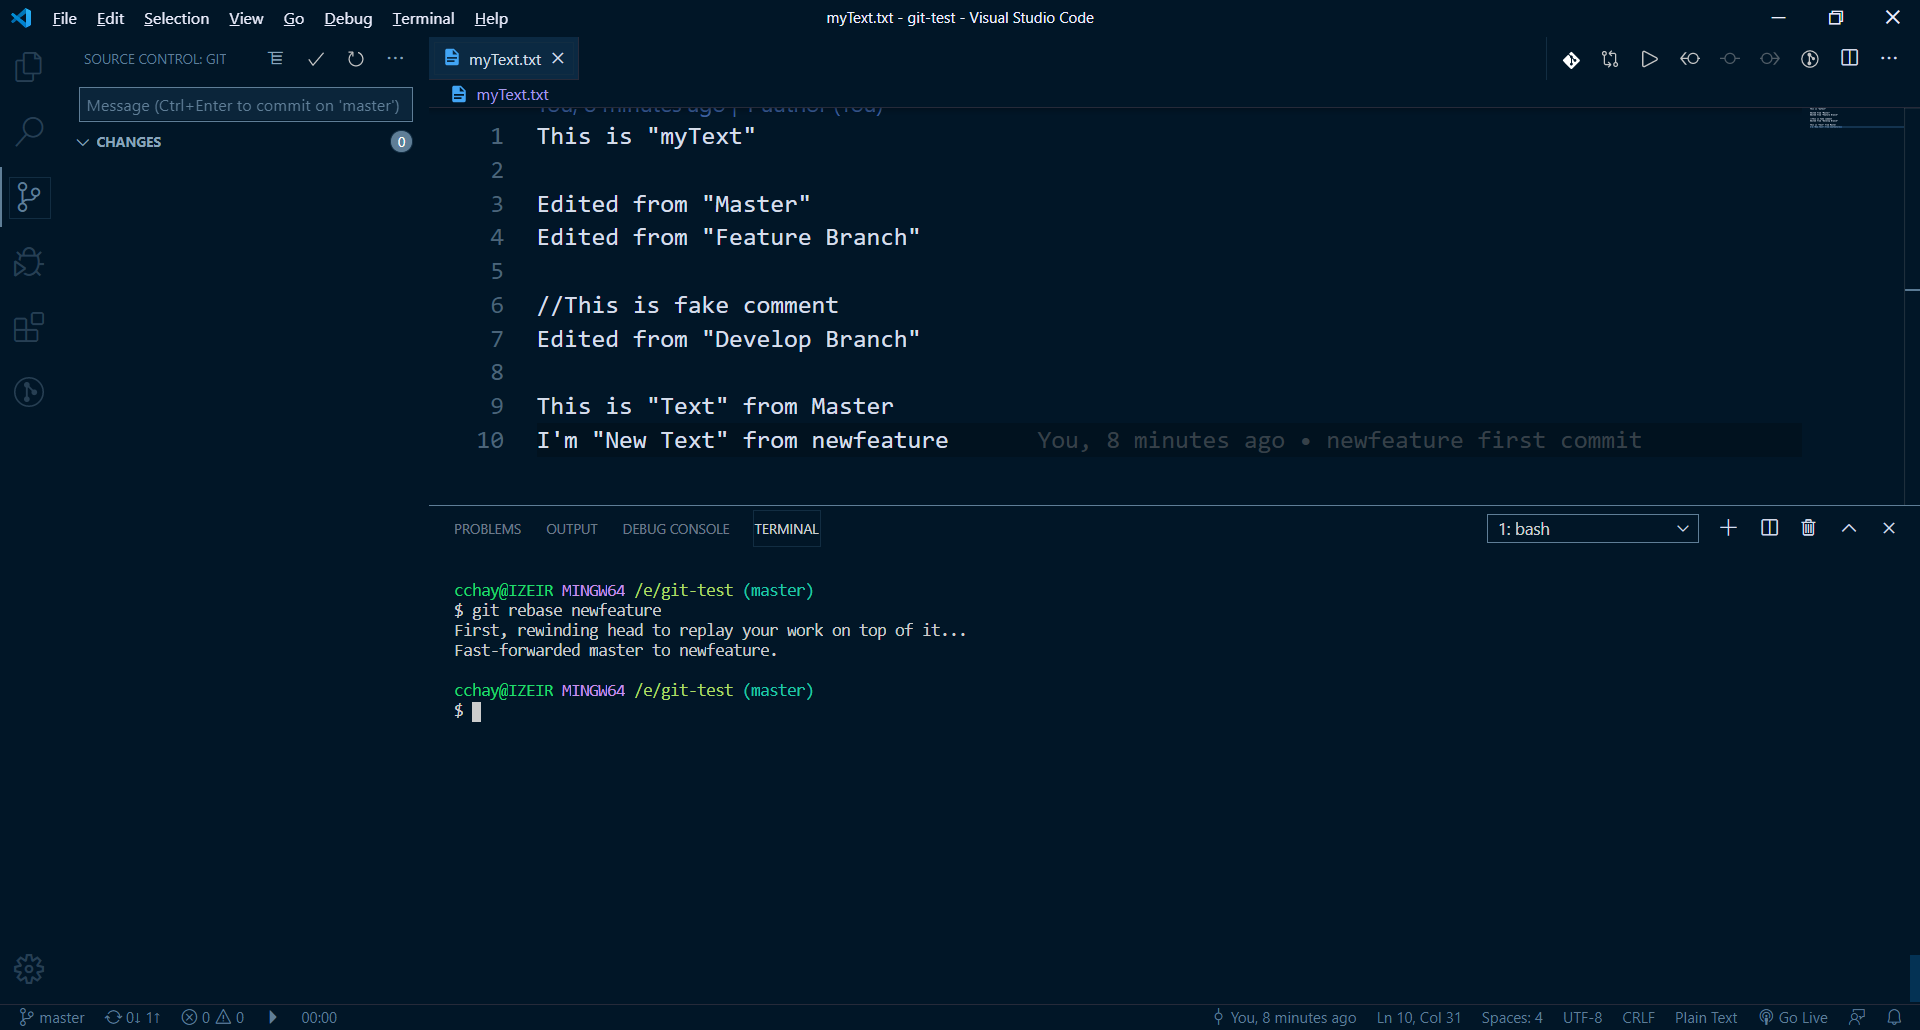 File Edit Selection View Go Debug Terminal Help
myText.txt - git-test - Visual Studio Code
SOURCE CONTROL: GIT
myText.txt
Message (Ctrl+Enter to commit on 'master')
myText.txt
CHANGES
0
1 This is "myText"
2
3 Edited from "Master"
4 Edited from "Feature Branch"
5
6 //This is fake comment
7 Edited from "Develop Branch"
8
9 This is "Text" from Master
10 I'm "New Text" from newfeature You, 8 minutes ago • newfeature first commit
PROBLEMS OUTPUT DEBUG CONSOLE TERMINAL
1: bash
cchay@IZEIR MINGW64 /e/git-test (master)
$ git rebase newfeature
First, rewinding head to replay your work on top of it...
Fast-forwarded master to newfeature.
cchay@IZEIR MINGW64 /e/git-test (master)
$
master 0↓ 1↑ 0 0 00:00 You, 8 minutes ago Ln 10, Col 31 Spaces: 4 UTF-8 CRLF Plain Text Go Live